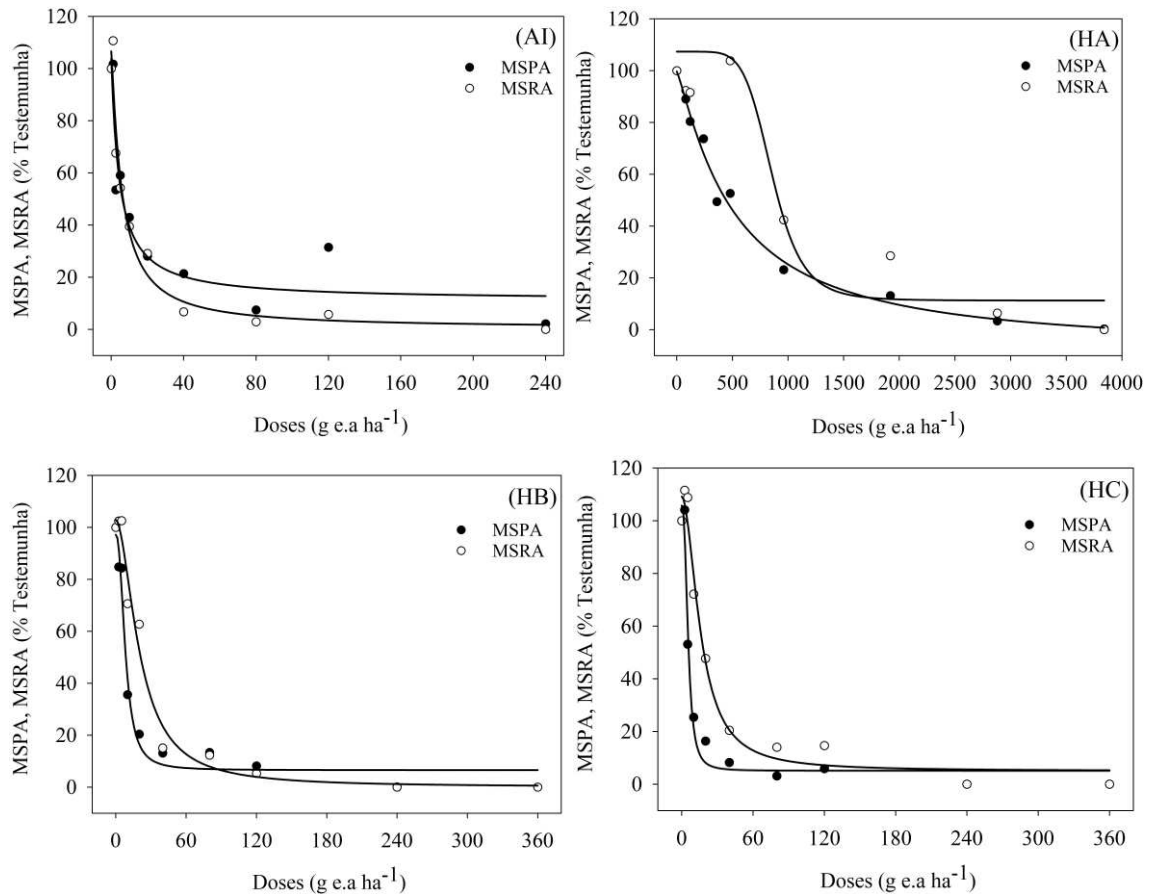 120
100
80
60
40
20
0
MSPA, MSRA (% Testemunha)
(AI)
MSPA
MSRA
0 40 80 120 160 200 240
Doses (g e.a ha-1)
120
100
80
60
40
20
0
MSPA, MSRA (% Testemunha)
(HA)
MSPA
MSRA
0 500 1000 1500 2000 2500 3000 3500 4000
Doses (g e.a ha-1)
120
100
80
60
40
20
0
MSPA, MSRA (% Testemunha)
(HB)
MSPA
MSRA
0 60 120 180 240 300 360
Doses (g e.a ha-1)
120
100
80
60
40
20
0
MSPA, MSRA (% Testemunha)
(HC)
MSPA
MSRA
0 60 120 180 240 300 360
Doses (g e.a ha-1)